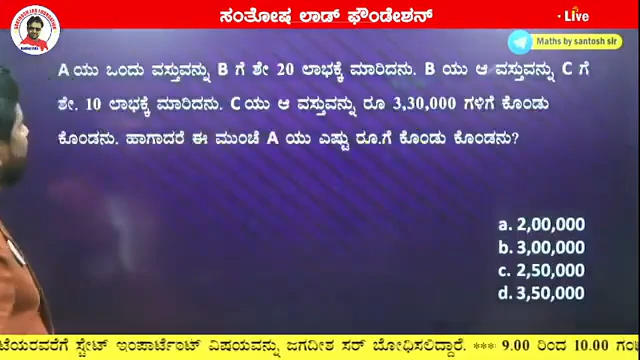 ಸಂತೋಷ ಲಾಡ್ ಫೌಂಡೇಶನ್
Live
Maths by santosh sir
A ಯು ಒಂದು ವಸ್ತುವನ್ನು B ಗೆ ಶೇ 20 ಲಾಭಕ್ಕೆ ಮಾರಿದನು. B ಯು ಆ ವಸ್ತುವನ್ನು C ಗೆ
ಶೇ. 10 ಲಾಭಕ್ಕೆ ಮಾರಿದನು. C ಯು ಆ ವಸ್ತುವನ್ನು ರೂ 3,30,000 ಗಳಿಗೆ ಕೊಂಡು
ಕೊಂಡನು. ಹಾಗಾದರೆ ಈ ಮುಂಚೆ A ಯು ಎಷ್ಟು ರೂ.ಗೆ ಕೊಂಡು ಕೊಂಡನು?
a. 2,00,000
b. 3,00,000
c. 2,50,000
d. 3,50,000
ಟೆಯರವರೆಗೆ ಸ್ಟೇಟ್ ಇಂಪಾರ್ಟೆಂಟ್ ವಿಷಯವನ್ನು ಜಗದೀಶ ಸರ್ ಬೋಧಿಸಲಿದ್ದಾರೆ. *** 9.00 ರಿಂದ 10.00 ಗಂಟ